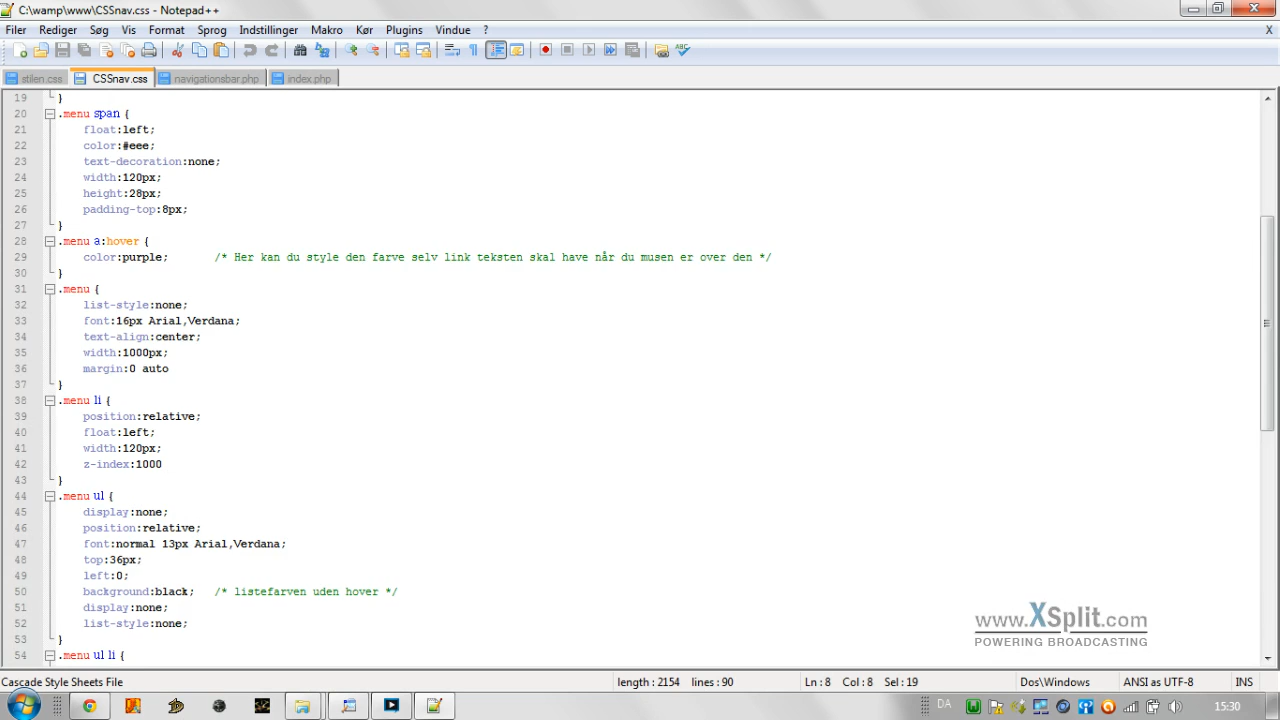 C:\wamp\www\CSSnav.css - Notepad++
Filer Rediger Søg Vis Format Sprog Indstillinger Makro Kør Plugins Vindue ? X
stilen.css CSSnav.css navigationsbar.php index.php
19 }
20 .menu span {
21 float:left;
22 color:#eee;
23 text-decoration:none;
24 width:120px;
25 height:28px;
26 padding-top:8px;
27 }
28 .menu a:hover {
29 color:purple; /* Her kan du style den farve selv link teksten skal have når du musen er over den */
30 }
31 .menu {
32 list-style:none;
33 font:16px Arial,Verdana;
34 text-align:center;
35 width:1000px;
36 margin:0 auto
37 }
38 .menu li {
39 position:relative;
40 float:left;
41 width:120px;
42 z-index:1000
43 }
44 .menu ul {
45 display:none;
46 position:relative;
47 font:normal 13px Arial,Verdana;
48 top:36px;
49 left:0;
50 background:black; /* listefarven uden hover */
51 display:none;
52 list-style:none;
53 }
54 .menu ul li {
www.XSplit.com
POWERING BROADCASTING
Cascade Style Sheets File length : 2154 lines : 90 Ln : 8 Col : 8 Sel : 19 Dos\Windows ANSI as UTF-8 INS
DA 15:30